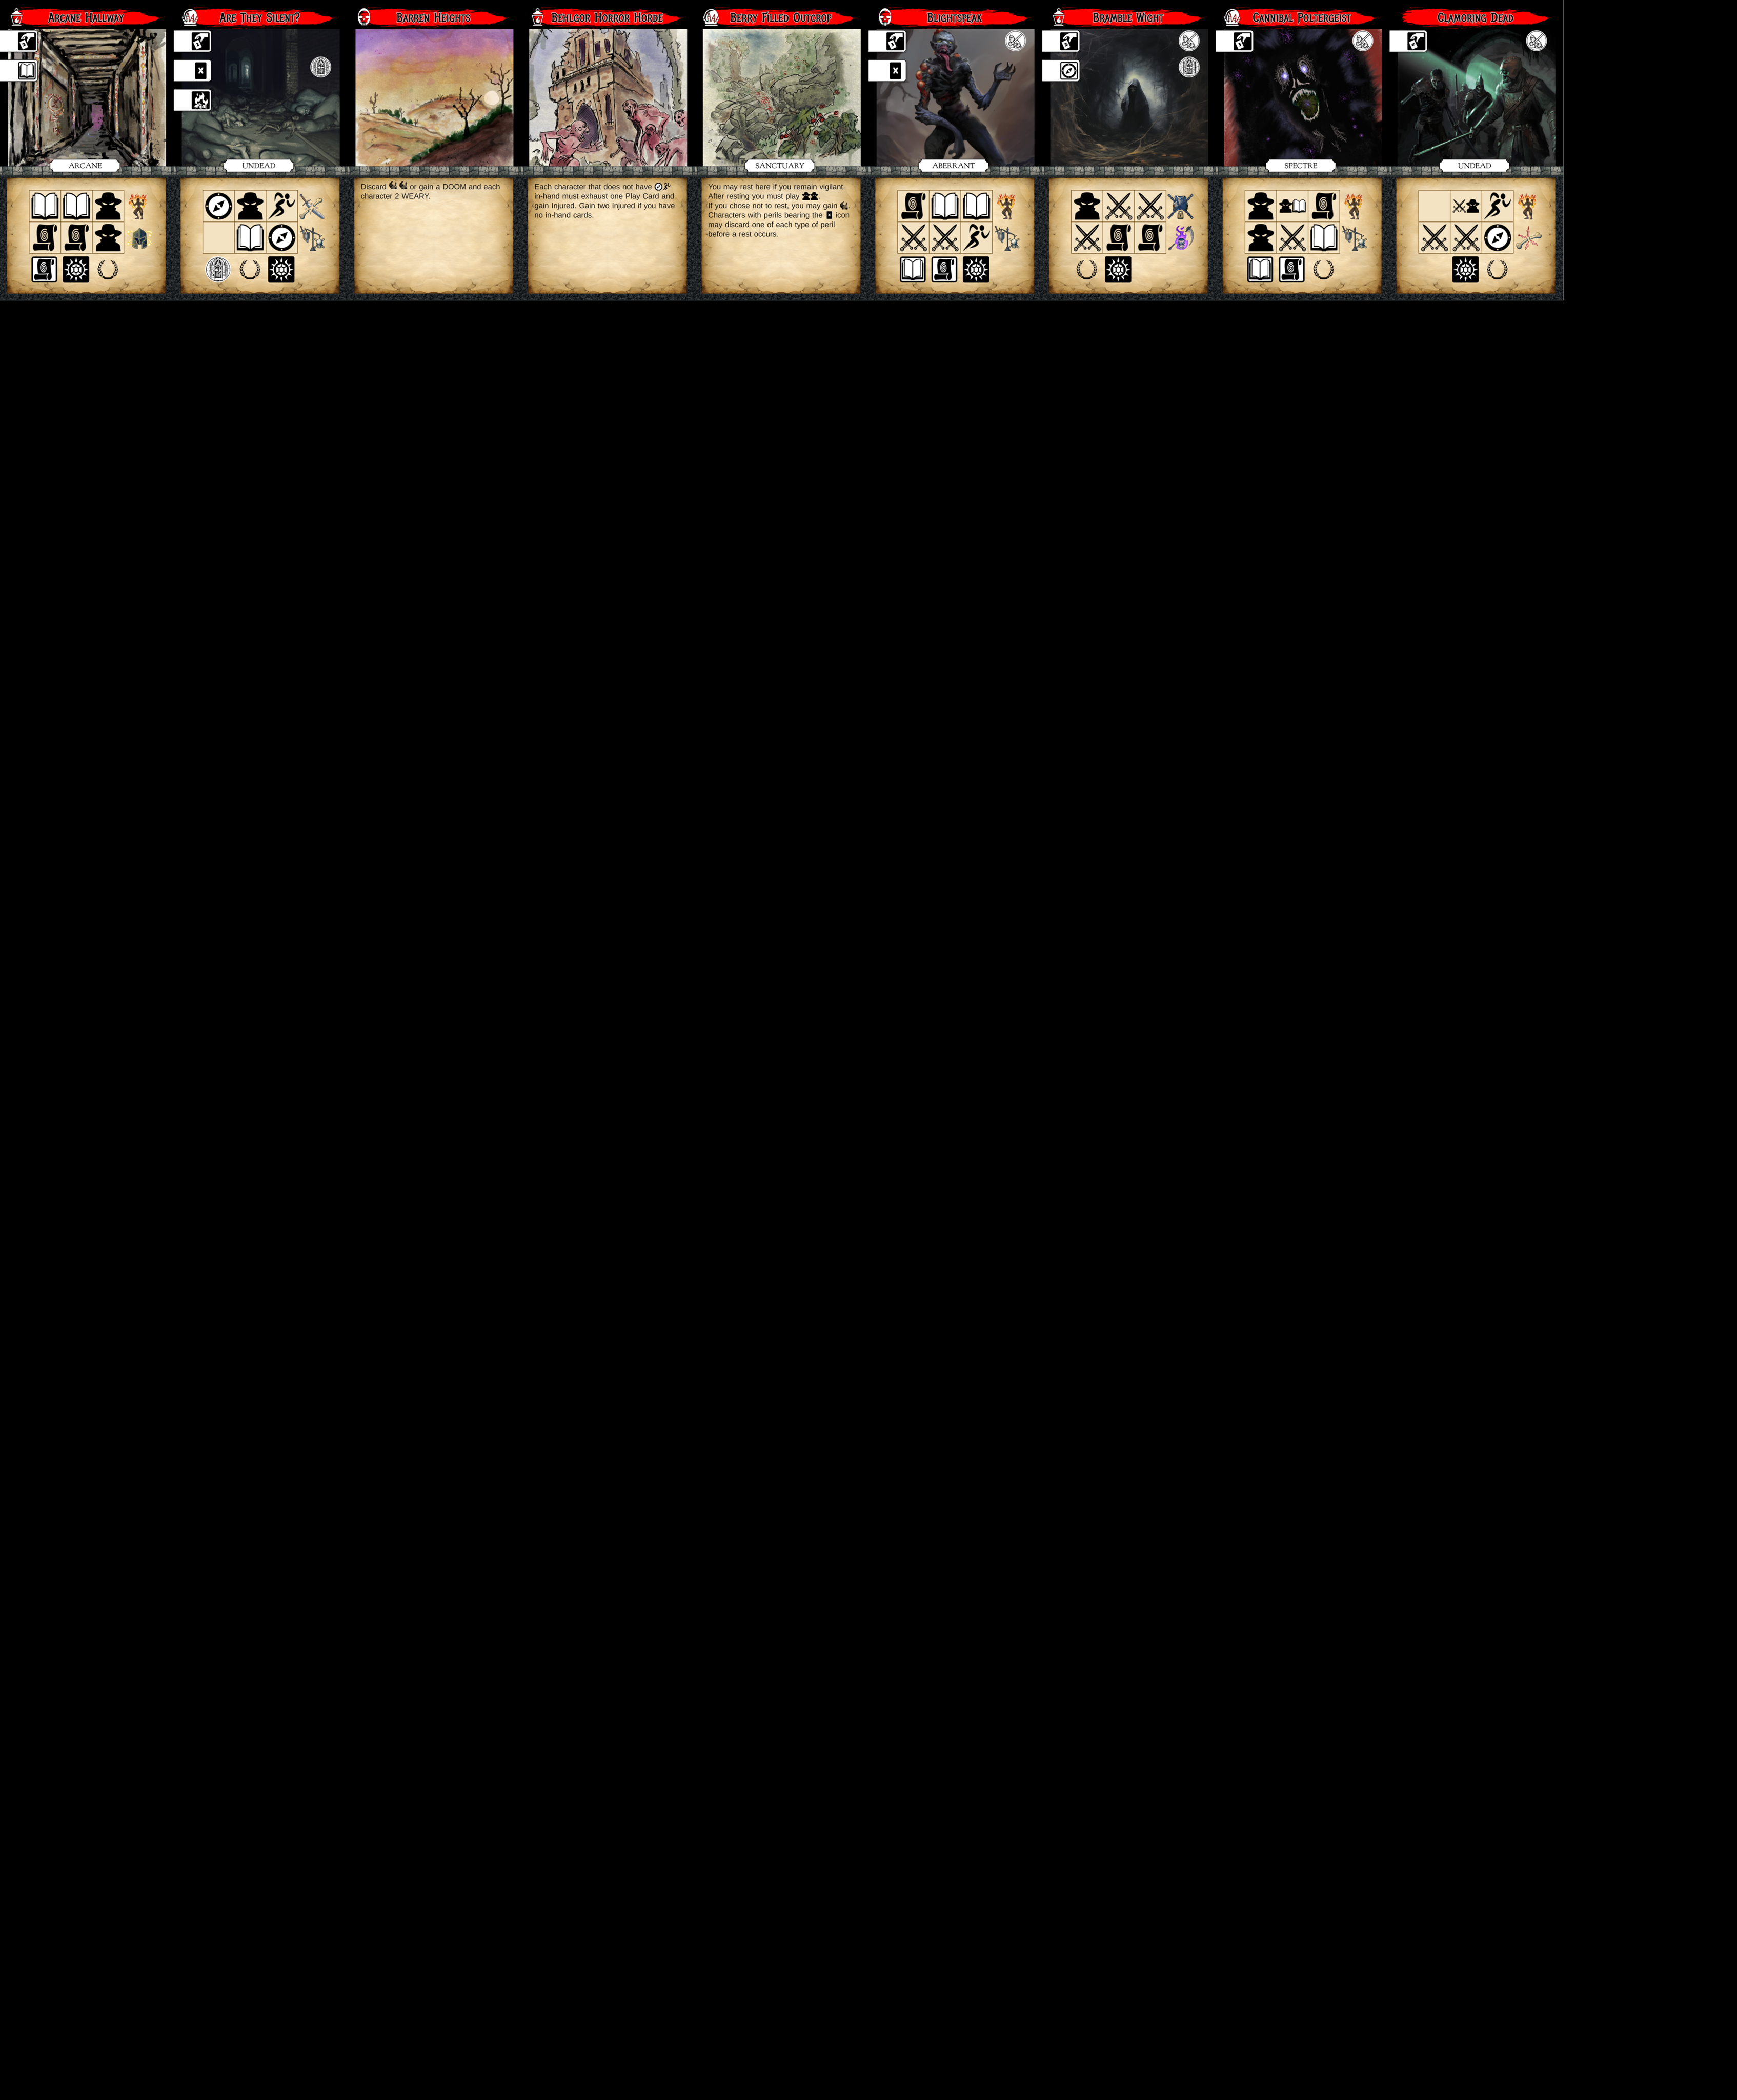 Arcane Hallway
Are They Silent?
Barren Heights
Behlgor Horror Horde
Berry Filled Outcrop
Blightspeak
Bramble Wight
Cannibal Poltergeist
Clamoring Dead
ARCANE
UNDEAD
SANCTUARY
ABERRANT
SPECTRE
UNDEAD
X
X
Discard or gain a DOOM and each
character 2 WEARY.
Each character that does not have
in-hand must exhaust one Play Card and
gain Injured. Gain two Injured if you have
no in-hand cards.
You may rest here if you remain vigilant.
After resting you must play
If you chose not to rest, you may gain
Characters with perils bearing the icon
may discard one of each type of peril
before a rest occurs.